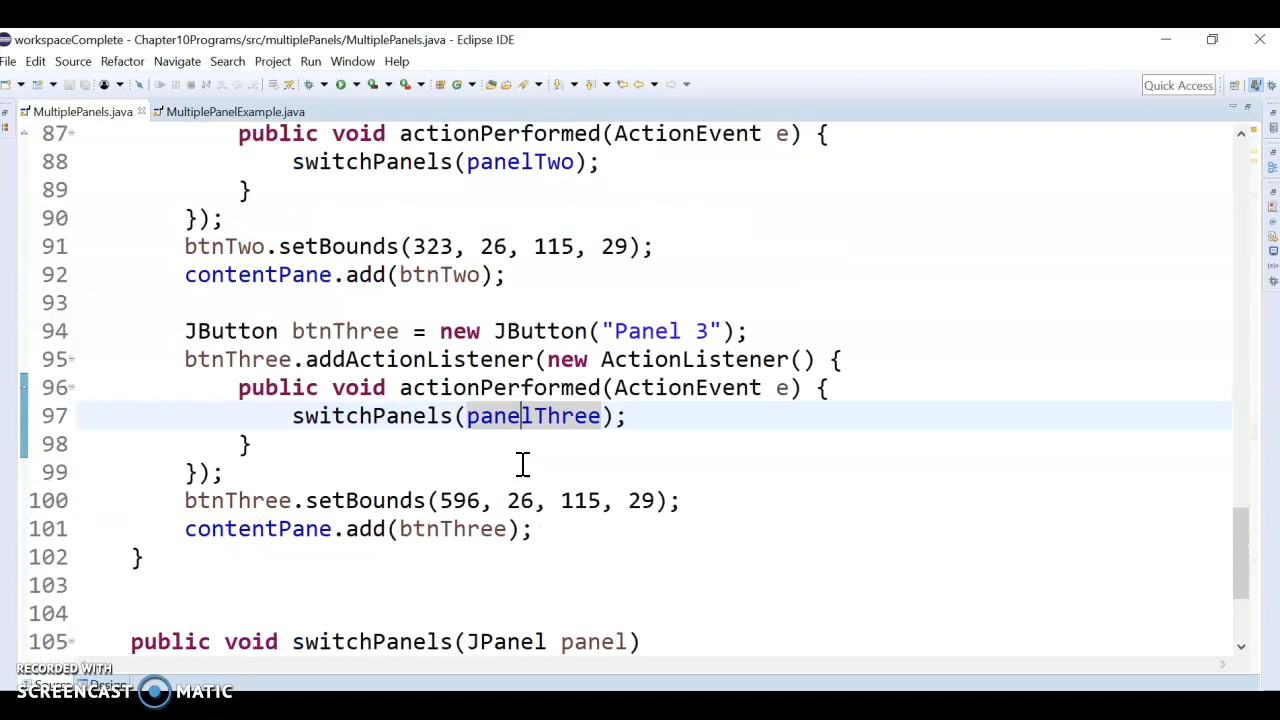 workspaceComplete - Chapter10Programs/src/multiplePanels/MultiplePanels.java - Eclipse IDE
File Edit Source Refactor Navigate Search Project Run Window Help
Quick Access
MultiplePanels.java MultiplePanelExample.java
87 public void actionPerformed(ActionEvent e) {
88 switchPanels(panelTwo);
89 }
90 });
91 btnTwo.setBounds(323, 26, 115, 29);
92 contentPane.add(btnTwo);
93
94 JButton btnThree = new JButton("Panel 3");
95 btnThree.addActionListener(new ActionListener() {
96 public void actionPerformed(ActionEvent e) {
97 switchPanels(panelThree);
98 }
99 });
100 btnThree.setBounds(596, 26, 115, 29);
101 contentPane.add(btnThree);
102 }
103
104
105 public void switchPanels(JPanel panel)
RECORDED WITH
SCREENCAST MATIC